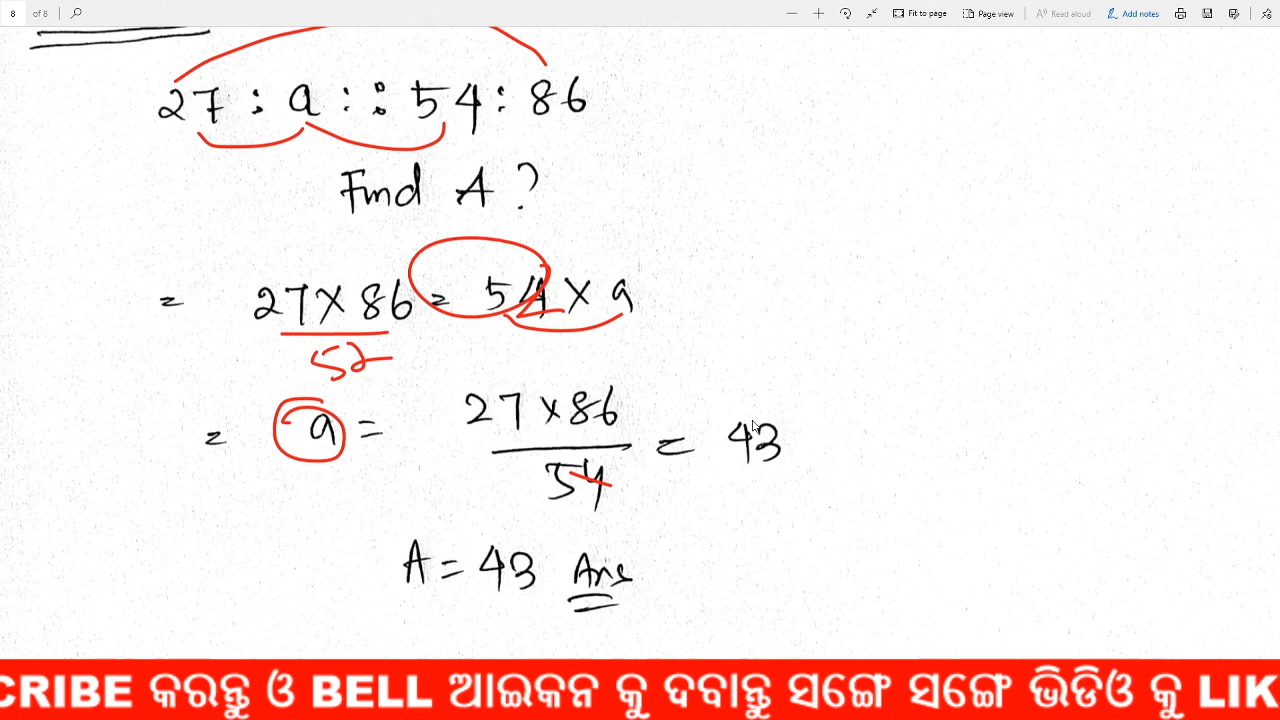 8 of 8 Fit to page Page view Read aloud Add notes
27 : a :: 54 : 86
Find A ?
= 27 × 86 = 54 × a
52
= a = 27 × 86 / 54 = 43
A = 43 Ans
CRIBE କରନ୍ତୁ ଓ BELL ଆଇକନ କୁ ଦବାନ୍ତୁ ସଙ୍ଗେ ସଙ୍ଗେ ଭିଡିଓ କୁ LIK